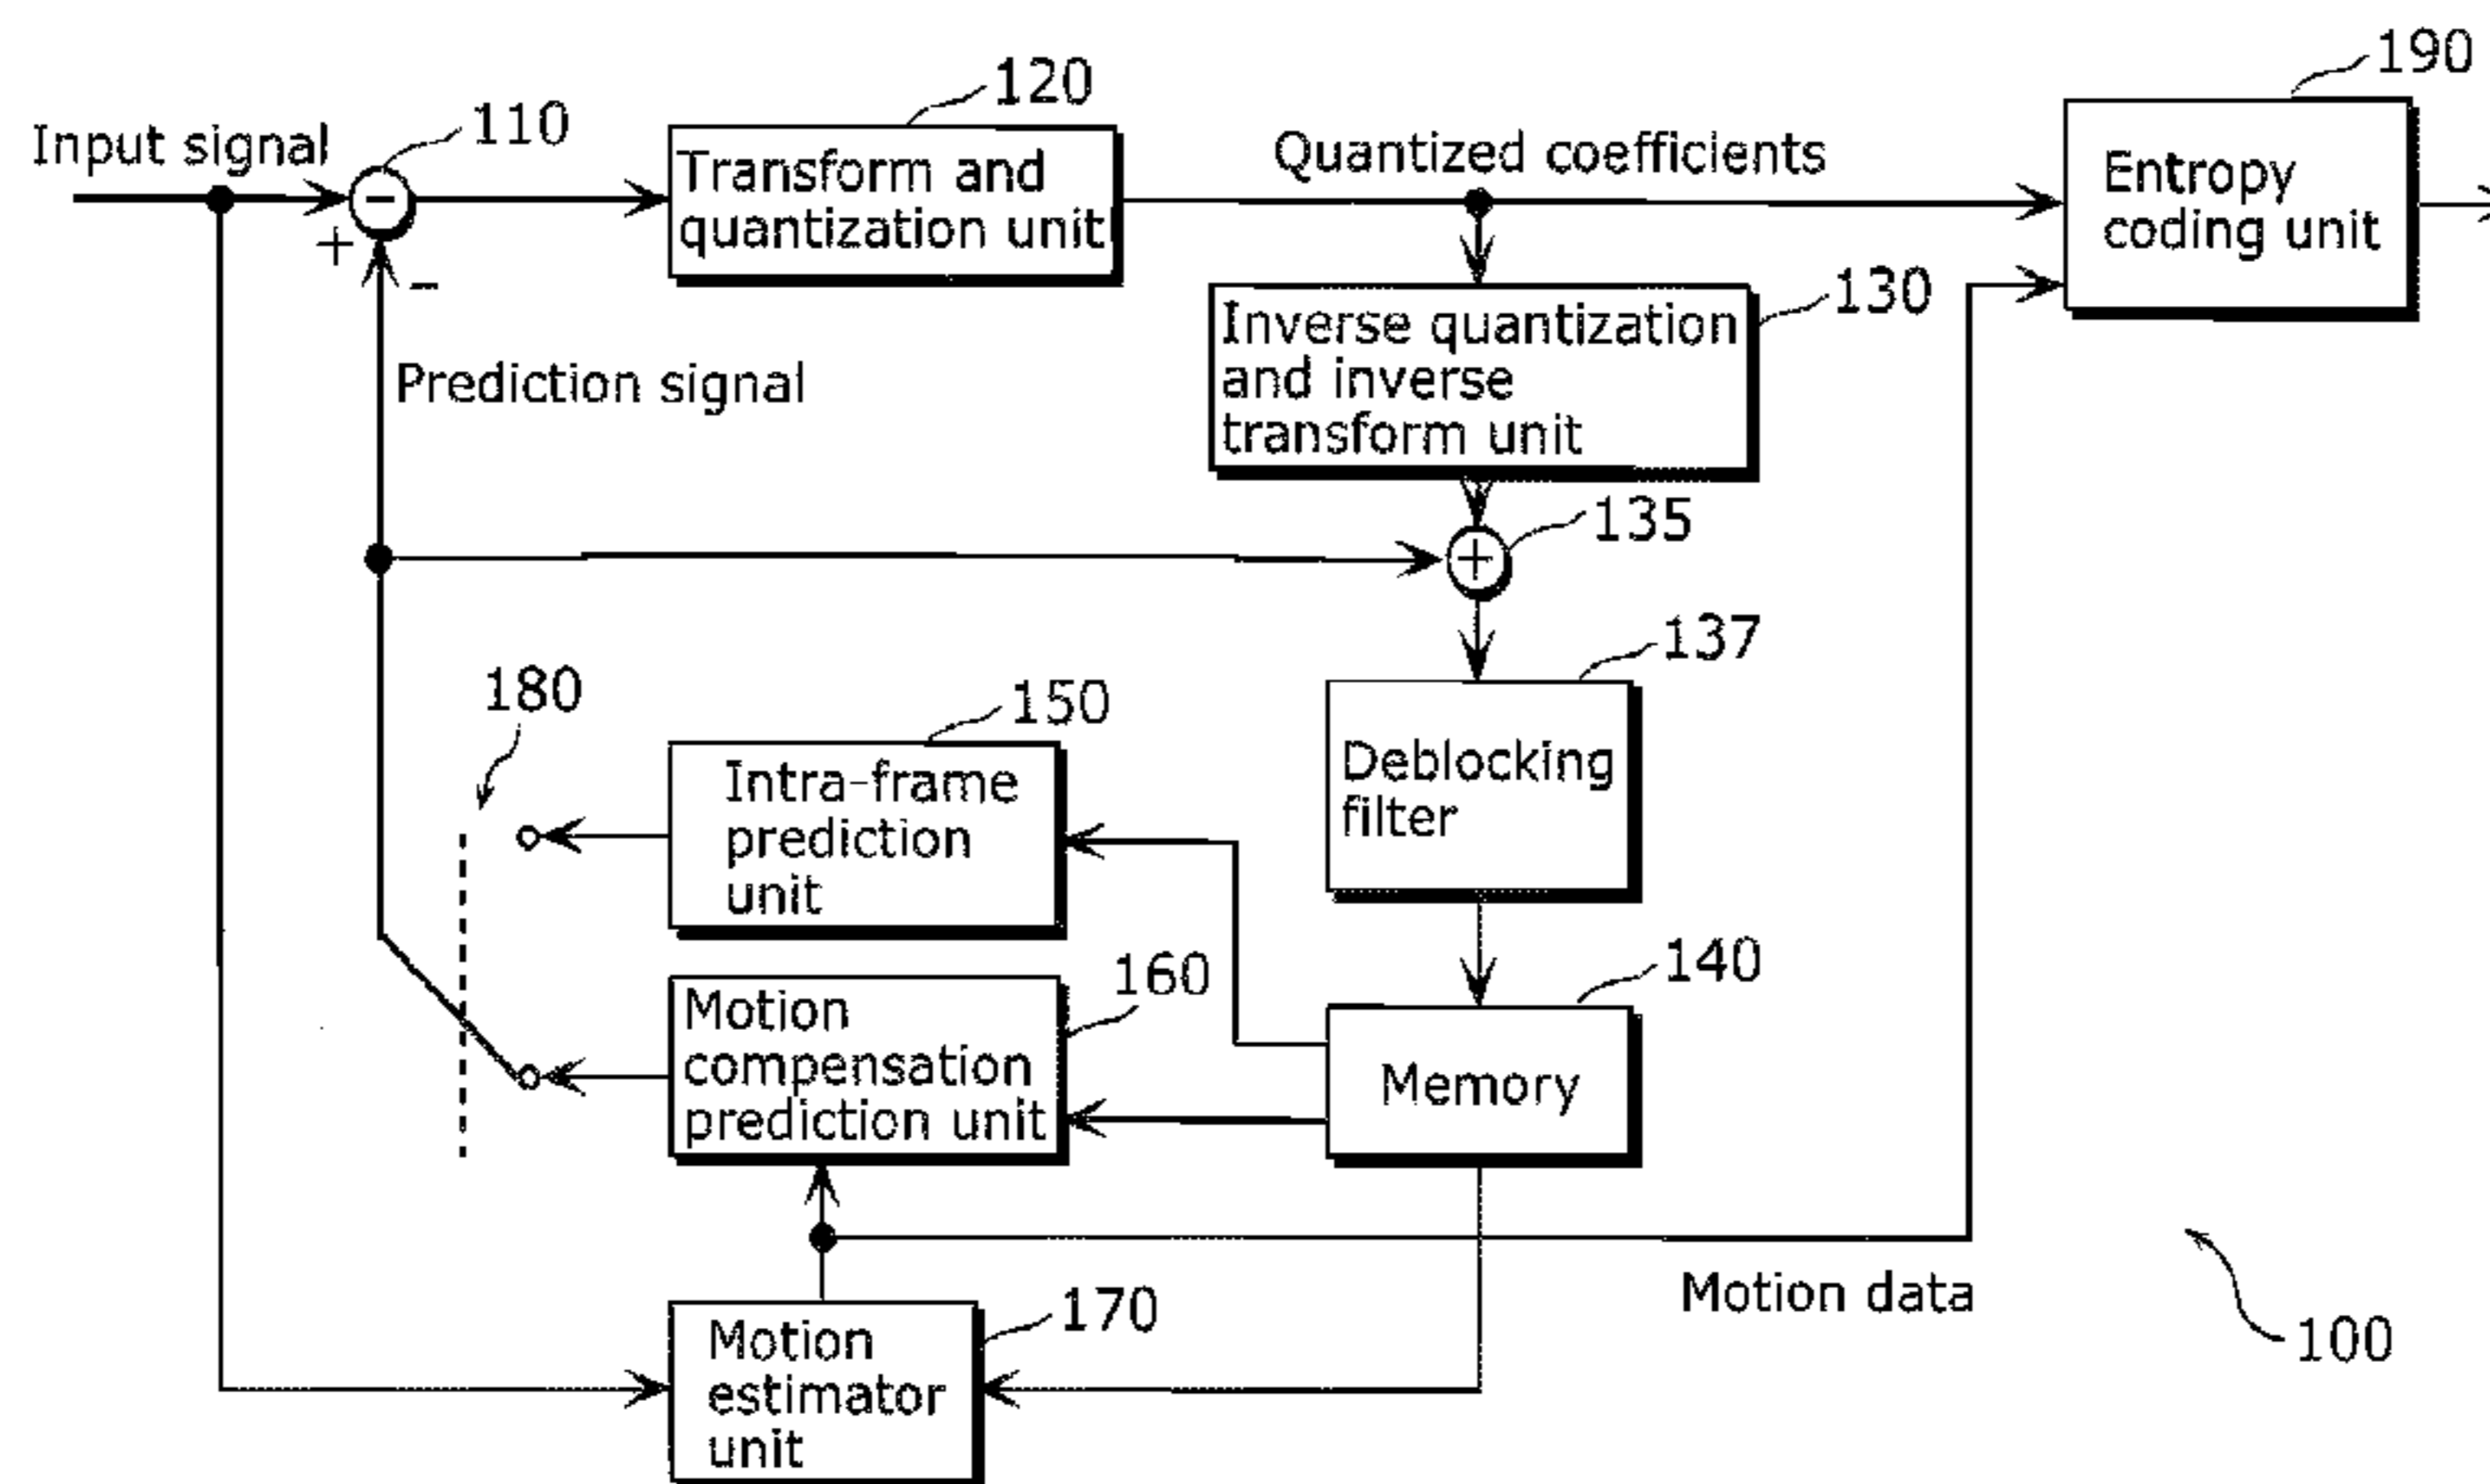 190
120
110
Input signal
-
+
-
Transform and
quantization unit
Quantized coefficients
Entropy
coding unit
130
Inverse quantization
and inverse
transform unit
Prediction signal
135
+
137
180
150
Deblocking
filter
Intra-frame
prediction
unit
160
140
Motion
compensation
prediction unit
Memory
Motion data
170
100
Motion
estimator
unit